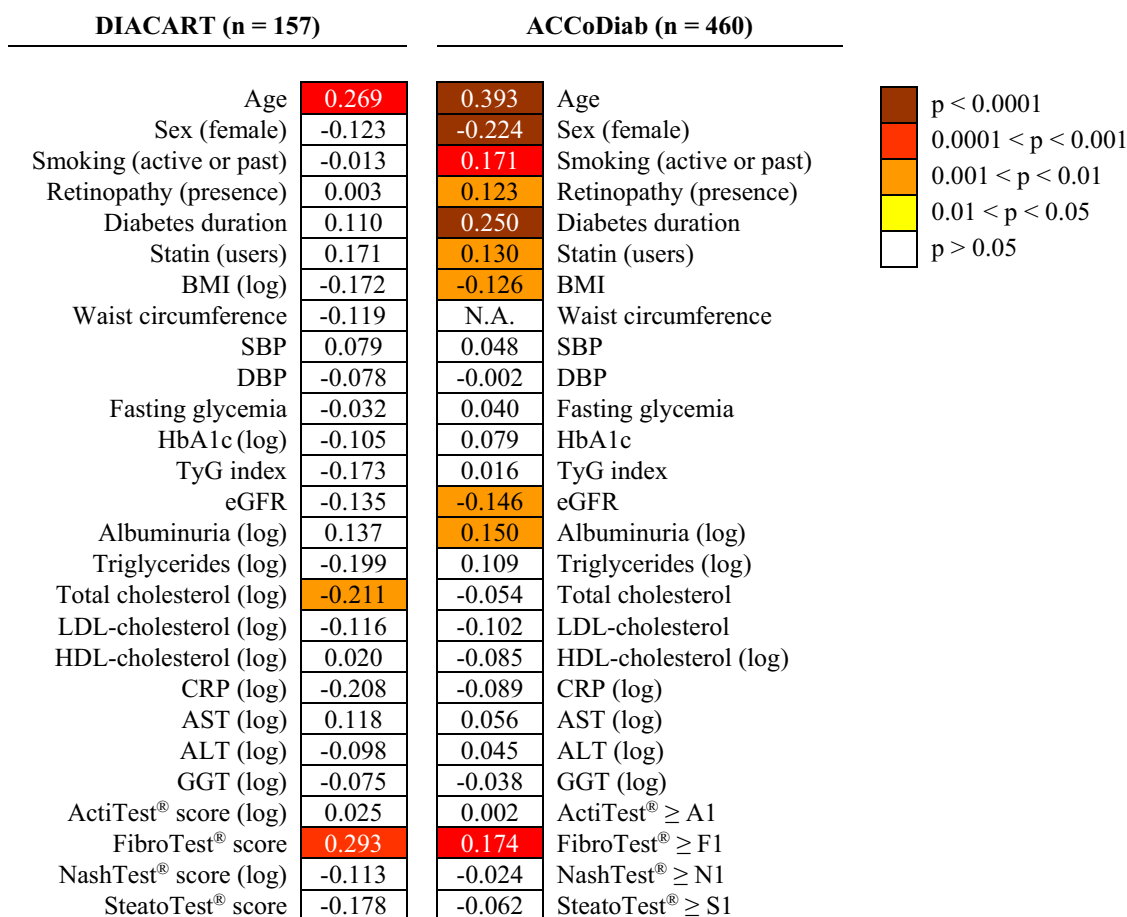 DIACART (n = 157) ACCoDiab (n = 460)
Age 0.269 0.393 Age
Sex (female) -0.123 -0.224 Sex (female)
Smoking (active or past) -0.013 0.171 Smoking (active or past)
Retinopathy (presence) 0.003 0.123 Retinopathy (presence)
Diabetes duration 0.110 0.250 Diabetes duration
Statin (users) 0.171 0.130 Statin (users)
BMI (log) -0.172 -0.126 BMI
Waist circumference -0.119 N.A. Waist circumference
SBP 0.079 0.048 SBP
DBP -0.078 -0.002 DBP
Fasting glycemia -0.032 0.040 Fasting glycemia
HbA1c (log) -0.105 0.079 HbA1c
TyG index -0.173 0.016 TyG index
eGFR -0.135 -0.146 eGFR
Albuminuria (log) 0.137 0.150 Albuminuria (log)
Triglycerides (log) -0.199 0.109 Triglycerides (log)
Total cholesterol (log) -0.211 -0.054 Total cholesterol
LDL-cholesterol (log) -0.116 -0.102 LDL-cholesterol
HDL-cholesterol (log) 0.020 -0.085 HDL-cholesterol (log)
CRP (log) -0.208 -0.089 CRP (log)
AST (log) 0.118 0.056 AST (log)
ALT (log) -0.098 0.045 ALT (log)
GGT (log) -0.075 -0.038 GGT (log)
ActiTest® score (log) 0.025 0.002 ActiTest® ≥ A1
FibroTest® score 0.293 0.174 FibroTest® ≥ F1
NashTest® score (log) -0.113 -0.024 NashTest® ≥ N1
SteatoTest® score -0.178 -0.062 SteatoTest® ≥ S1
p < 0.0001
0.0001 < p < 0.001
0.001 < p < 0.01
0.01 < p < 0.05
p > 0.05